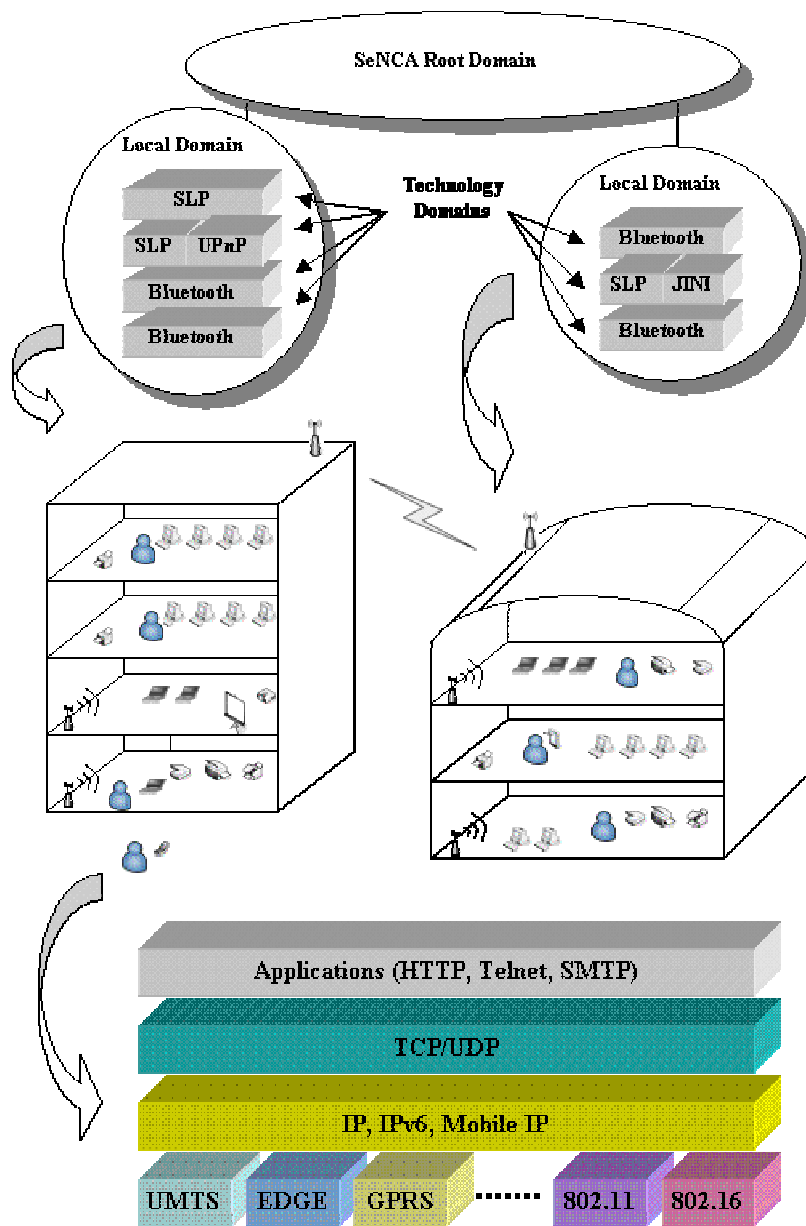 SeNCA Root Domain
Local Domain
SLP
SLP UPnP
Bluetooth
Bluetooth
Technology
Domains
Local Domain
Bluetooth
SLP JINI
Bluetooth
Applications (HTTP, Telnet, SMTP)
TCP/UDP
IP, IPv6, Mobile IP
UMTS EDGE GPRS ...... 802.11 802.16